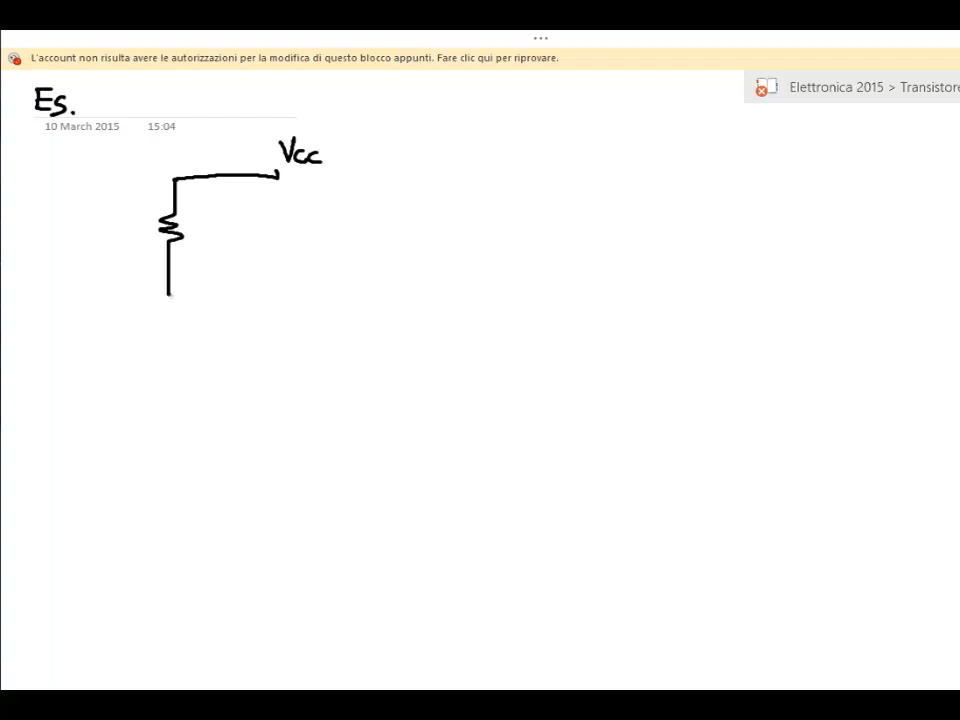 L'account non risulta avere le autorizzazioni per la modifica di questo blocco appunti. Fare clic qui per riprovare.
Elettronica 2015 > Transistore
Es.
10 March 2015 15:04
Vcc